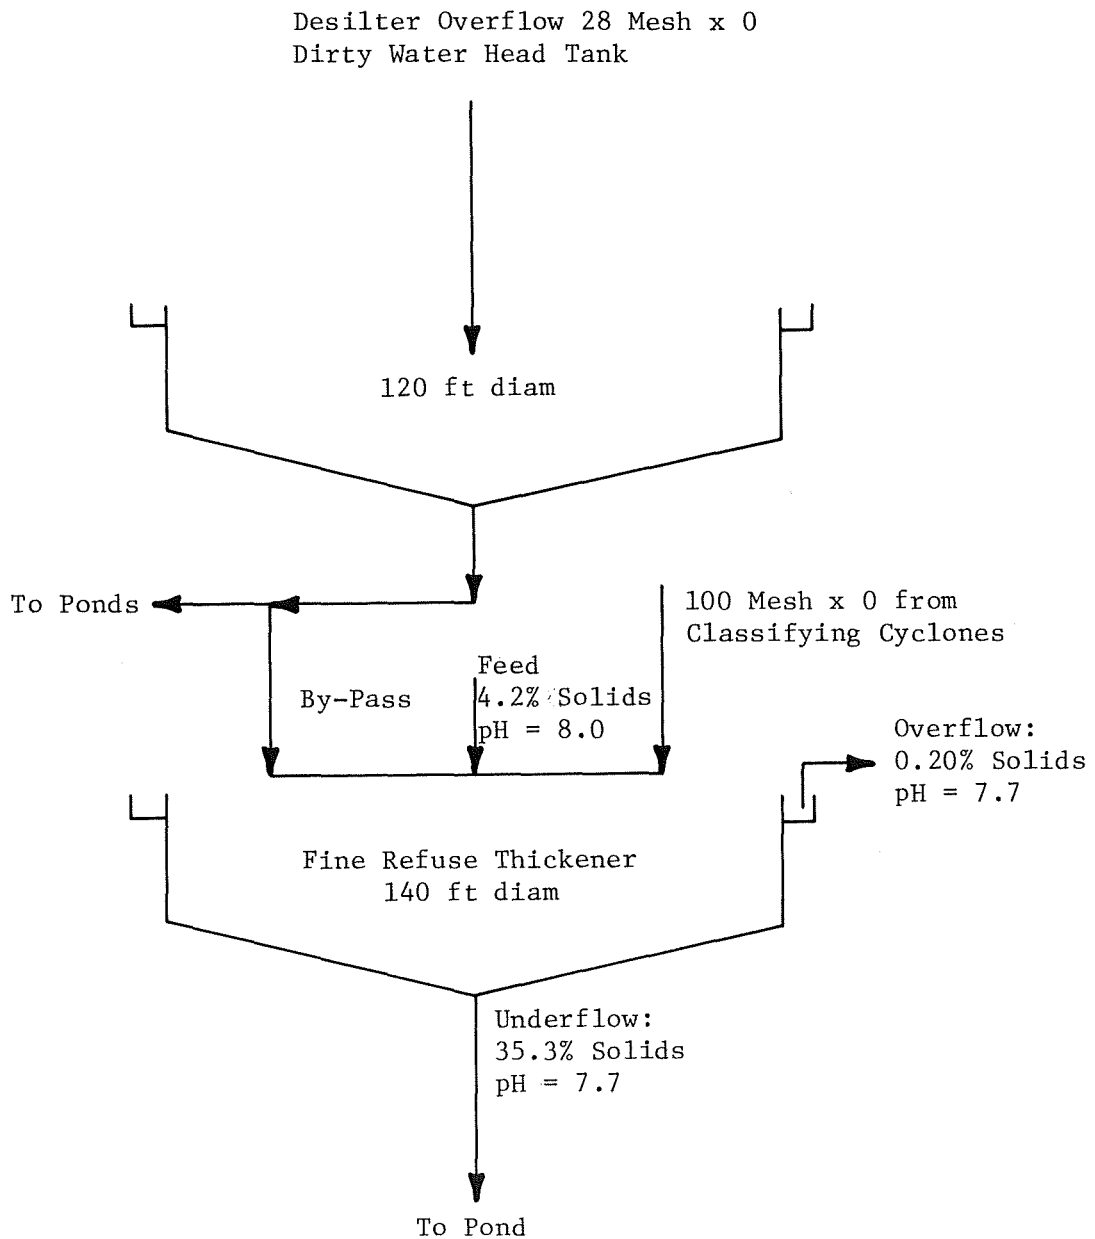 Desilter Overflow 28 Mesh x 0
Dirty Water Head Tank
120 ft diam
To Ponds
100 Mesh x 0 from
Classifying Cyclones
Feed
4.2% Solids
pH = 8.0
By-Pass
Overflow:
0.20% Solids
pH = 7.7
Fine Refuse Thickener
140 ft diam
Underflow:
35.3% Solids
pH = 7.7
To Pond